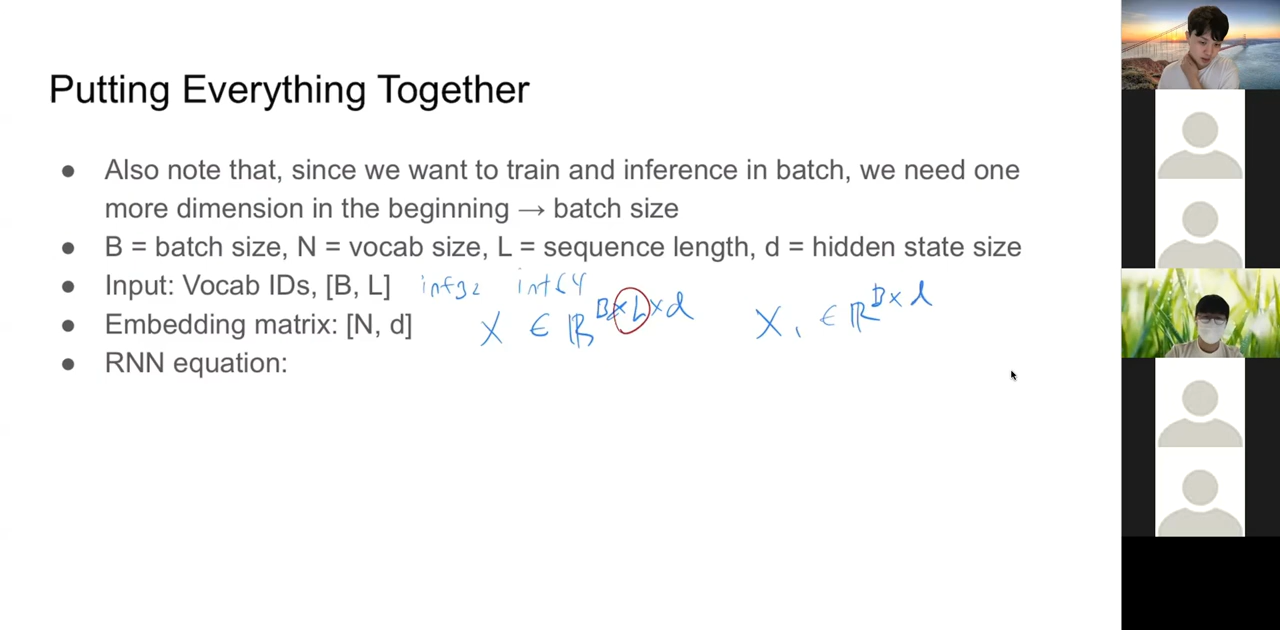 Putting Everything Together
● Also note that, since we want to train and inference in batch, we need one
more dimension in the beginning → batch size
● B = batch size, N = vocab size, L = sequence length, d = hidden state size
● Input: Vocab IDs, [B, L] int32 int64
● Embedding matrix: [N, d] X ∈ ℝ^B×L×d X₁ ∈ ℝ^B×d
● RNN equation: